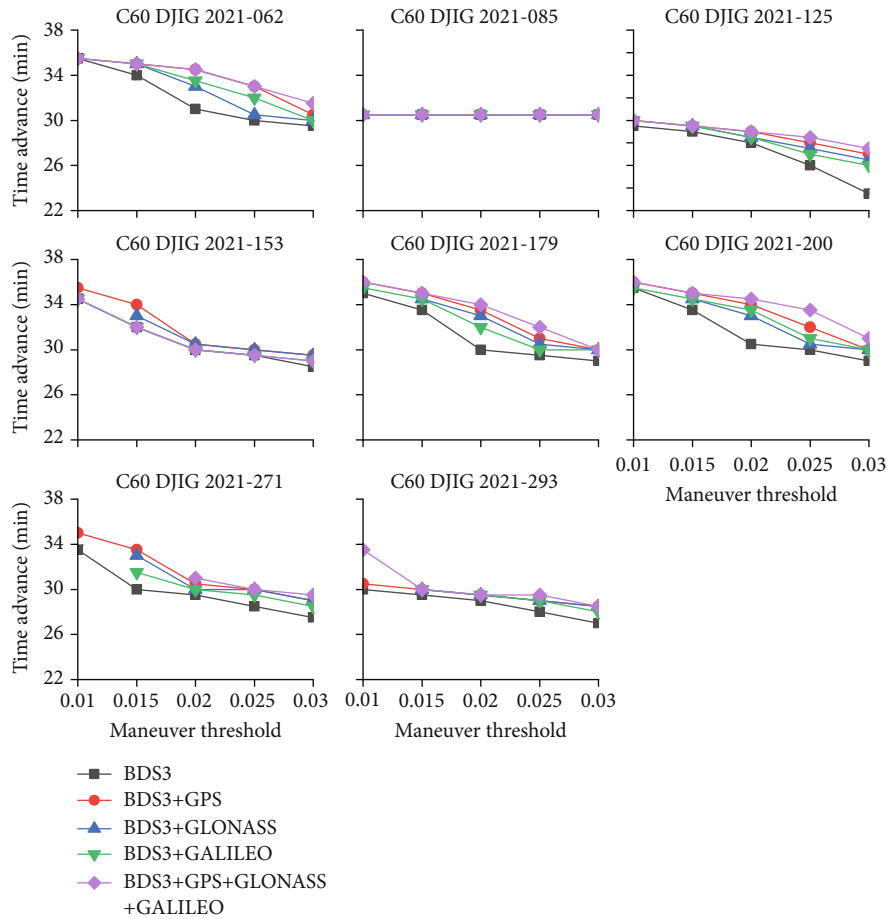 C60 DJIG 2021-062
C60 DJIG 2021-085
C60 DJIG 2021-125
Time advance (min)
38
34
30
26
22
C60 DJIG 2021-153
C60 DJIG 2021-179
C60 DJIG 2021-200
Time advance (min)
38
34
30
26
22
0.01 0.015 0.02 0.025 0.03
Maneuver threshold
C60 DJIG 2021-271
C60 DJIG 2021-293
Time advance (min)
38
34
30
26
22
0.01 0.015 0.02 0.025 0.03
0.01 0.015 0.02 0.025 0.03
Maneuver threshold
Maneuver threshold
BDS3
BDS3+GPS
BDS3+GLONASS
BDS3+GALILEO
BDS3+GPS+GLONASS
+GALILEO